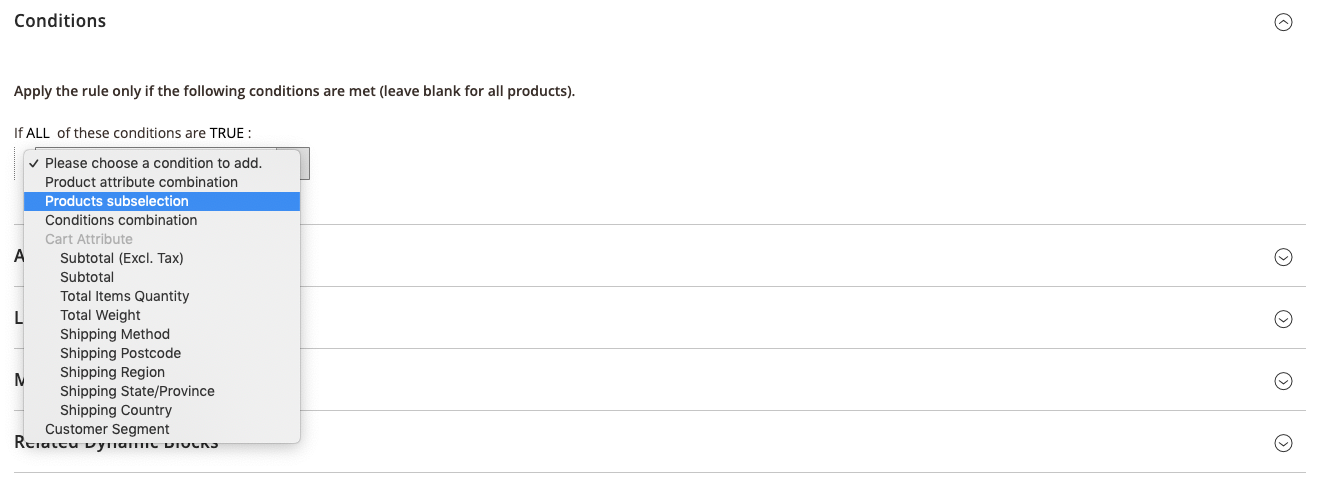 Conditions
Apply the rule only if the following conditions are met (leave blank for all products).
If ALL of these conditions are TRUE :
✓ Please choose a condition to add.
Product attribute combination
Products subselection
Conditions combination
Cart Attribute
Subtotal (Excl. Tax)
Subtotal
Total Items Quantity
Total Weight
Shipping Method
Shipping Postcode
Shipping Region
Shipping State/Province
Shipping Country
Customer Segment
A
L
M
Related Dynamic Blocks